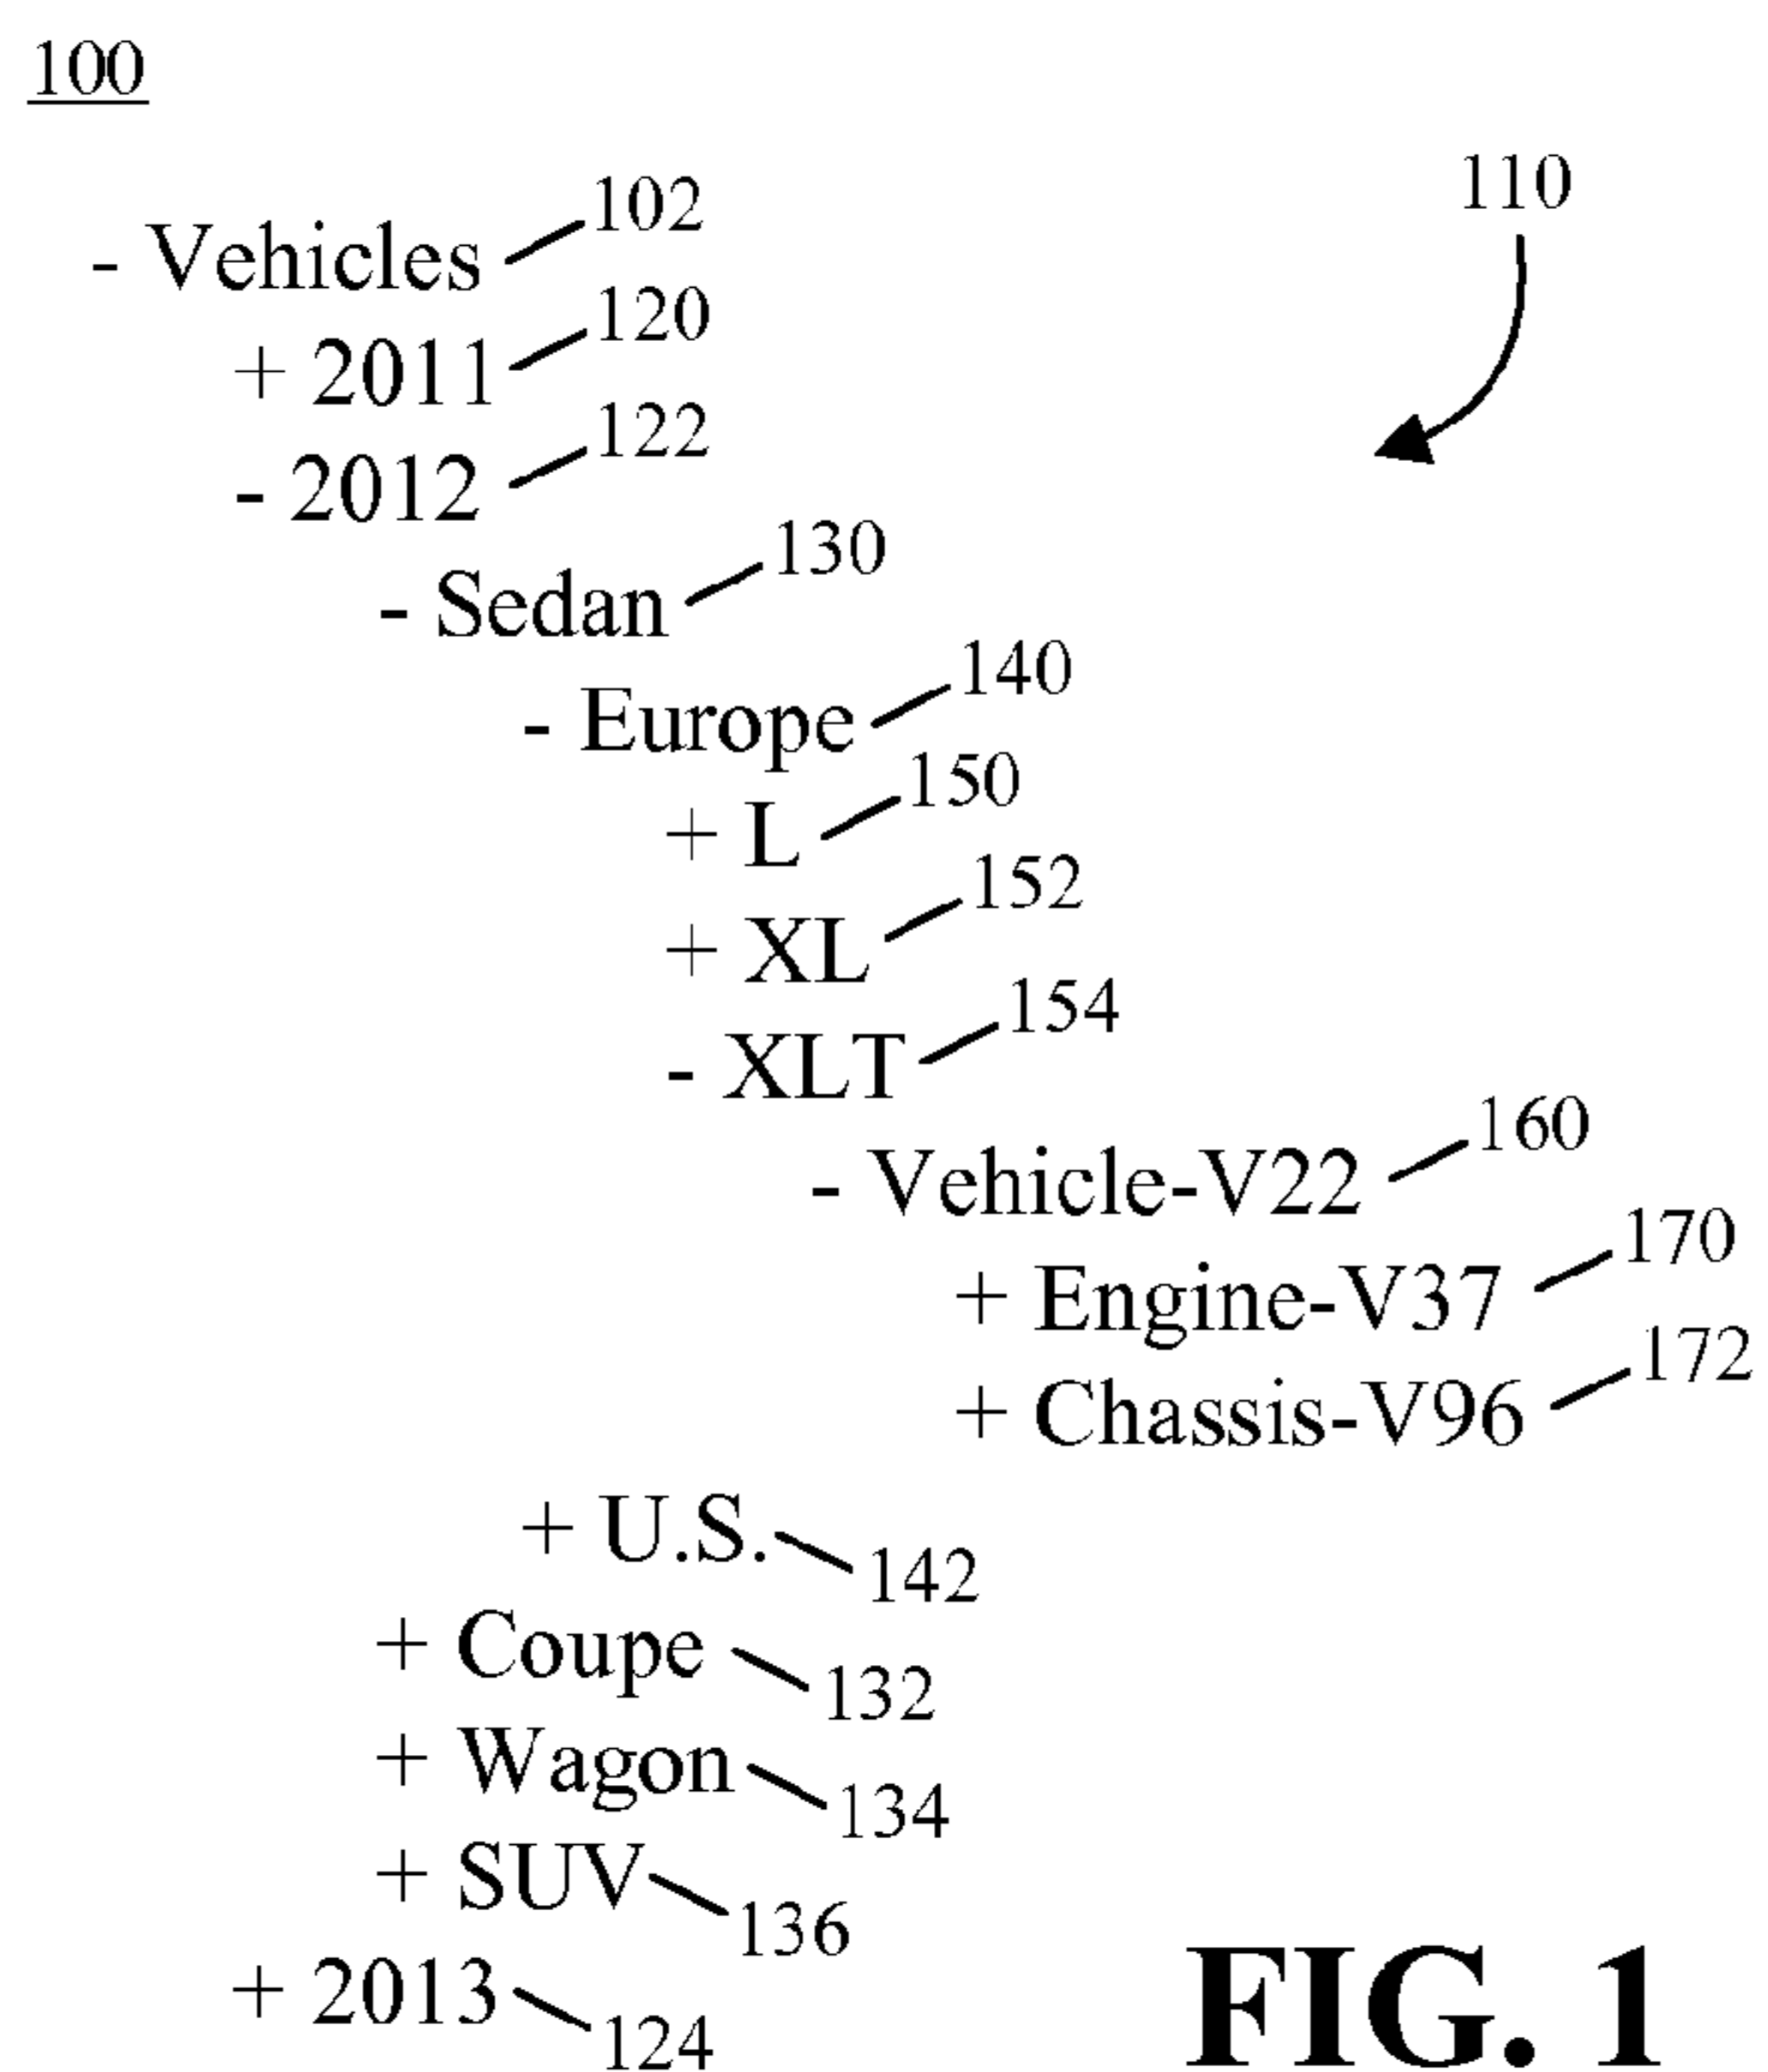 100
110
- Vehicles 102
+ 2011 120
- 2012 122
- Sedan 130
- Europe 140
+ L 150
+ XL 152
- XLT 154
- Vehicle-V22 160
+ Engine-V37 170
+ Chassis-V96 172
+ U.S. 142
+ Coupe 132
+ Wagon 134
+ SUV 136
+ 2013 124
FIG. 1